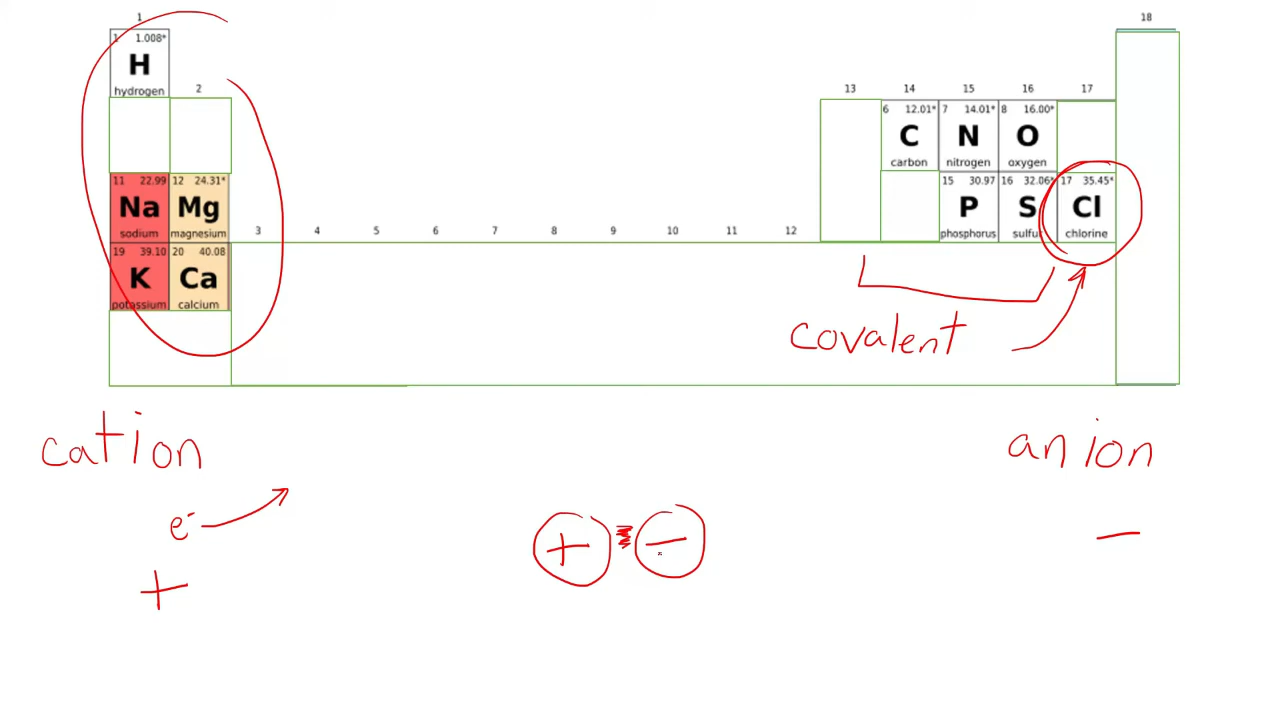 1
18
1 1.008*
H
hydrogen
2
13 14 15 16 17
6 12.01* 7 14.01* 8 16.00*
C N O
carbon nitrogen oxygen
11 22.99 12 24.31*
Na Mg
sodium magnesium
15 30.97 16 32.06* 17 35.45*
P S Cl
phosphorus sulfur chlorine
3 4 5 6 7 8 9 10 11 12
19 39.10 20 40.08
K Ca
potassium calcium
covalent
cation
anion
e-
+ -
-
+